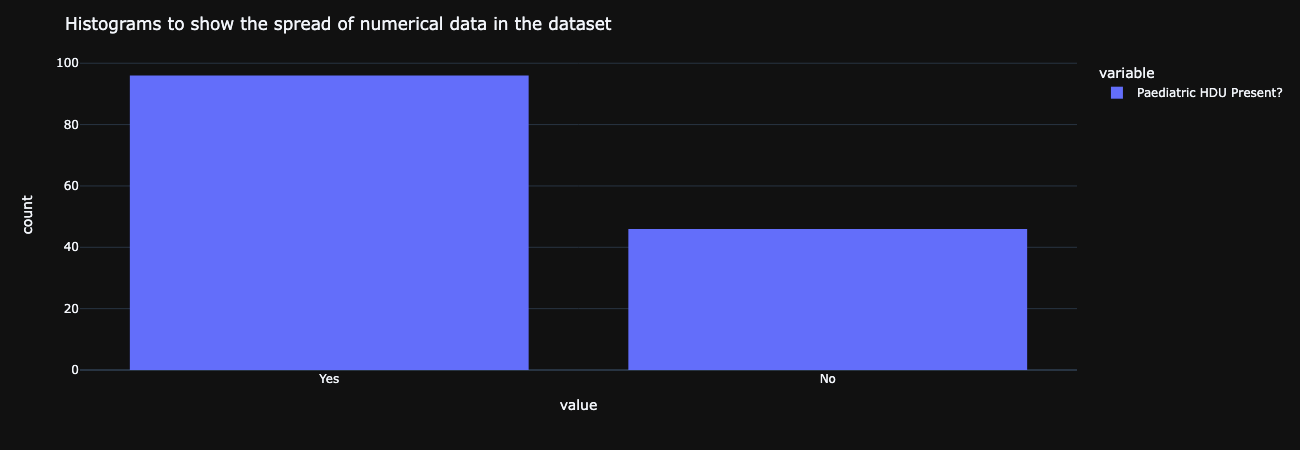 Histograms to show the spread of numerical data in the dataset
100
80
60
40
20
0
count
Yes
No
value
variable
Paediatric HDU Present?